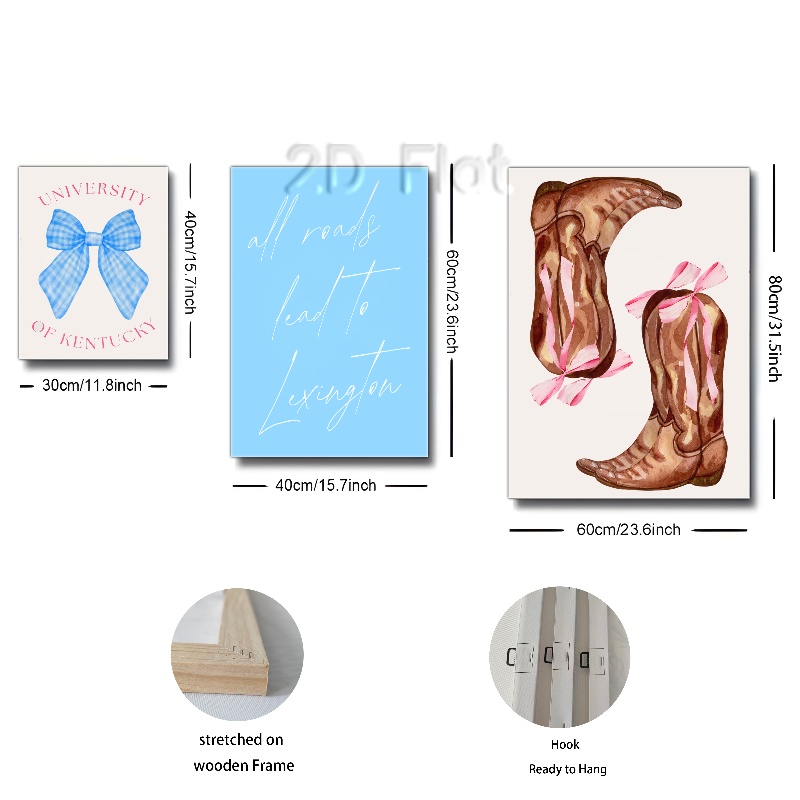 2D Flat
UNIVERSITY
OF KENTUCKY
40cm/15.7inch
30cm/11.8inch
all roads
lead to
Lexington
60cm/23.6inch
40cm/15.7inch
80cm/31.5inch
60cm/23.6inch
stretched on
wooden Frame
Hook
Ready to Hang